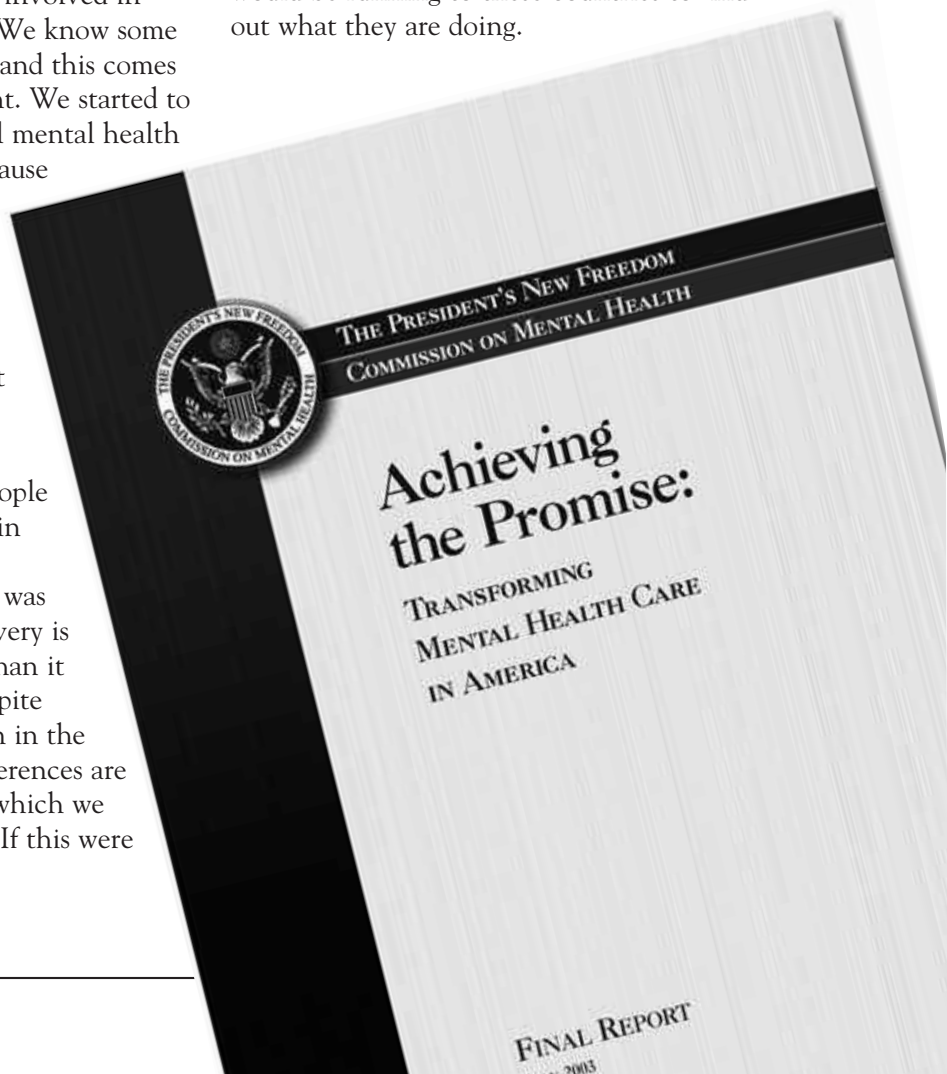 involved in
We know some
and this comes
nt. We started to
l mental health
ause
t
ople
in
was
very is
han it
pite
n in the
erences are
which we
If this were
out what they are doing.
THE PRESIDENT'S NEW FREEDOM
COMMISSION ON MENTAL HEALTH
THE PRESIDENT'S NEW FREEDOM
COMMISSION ON MENTAL HEALTH
Achieving
the Promise:
TRANSFORMING
MENTAL HEALTH CARE
IN AMERICA
FINAL REPORT
2003